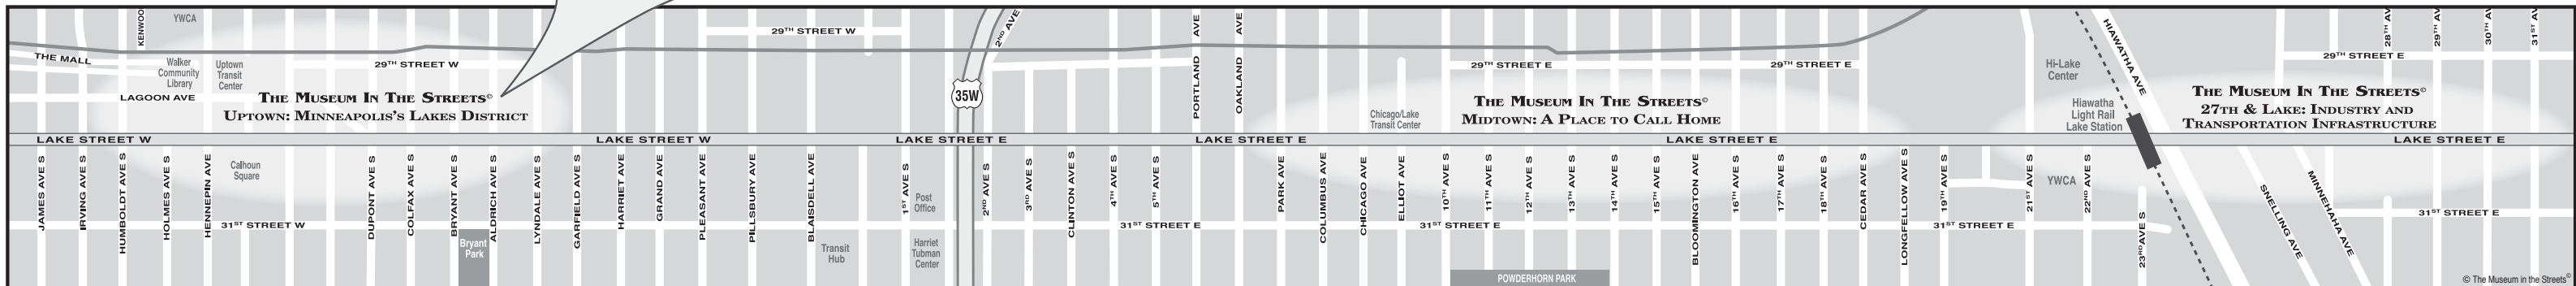 YWCA
KENWOO
THE MALL
Walker
Community
Library
Uptown
Transit
Center
29TH STREET W
LAGOON AVE
THE MUSEUM IN THE STREETS©
UPTOWN: MINNEAPOLIS'S LAKES DISTRICT
29TH STREET W
35W
2ND AVE
PORTLAND AVE
OAKLAND AVE
Chicago/Lake
Transit Center
29TH STREET E
29TH STREET E
THE MUSEUM IN THE STREETS©
MIDTOWN: A PLACE TO CALL HOME
Hi-Lake
Center
HIAWATHA AVE
Hiawatha
Light Rail
Lake Station
THE MUSEUM IN THE STREETS©
27TH & LAKE: INDUSTRY AND
TRANSPORTATION INFRASTRUCTURE
29TH STREET E
28TH AV
29TH AV
30TH AV
31ST AV
LAKE STREET W
LAKE STREET W
LAKE STREET E
LAKE STREET E
LAKE STREET E
LAKE STREET E
JAMES AVE S
IRVING AVE S
HUMBOLDT AVE S
HOLMES AVE S
HENNEPIN AVE
Calhoun
Square
31ST STREET W
DUPONT AVE S
COLFAX AVE S
BRYANT AVE S
Bryant
Park
ALDRICH AVE S
LYNDALE AVE S
GARFIELD AVE S
HARRIET AVE
GRAND AVE
PLEASANT AVE
PILLSBURY AVE
BLAISDELL AVE
Transit
Hub
1ST AVE S
Post
Office
Harriet
Tubman
Center
2ND AVE S
3RD AVE S
CLINTON AVE S
4TH AVE S
5TH AVE S
31ST STREET E
PARK AVE
COLUMBUS AVE
CHICAGO AVE
ELLIOT AVE
10TH AVE S
11TH AVE S
12TH AVE S
13TH AVE S
14TH AVE S
15TH AVE S
31ST STREET E
POWDERHORN PARK
BLOOMINGTON AVE S
16TH AVE S
17TH AVE S
18TH AVE S
CEDAR AVE S
LONGFELLOW AVE S
19TH AVE S
31ST STREET E
21ST AVE S
YWCA
22ND AVE S
23RD AVE S
SNELLING AVE
MINNEHAHA AVE
31ST STREET E
© The Museum in the Streets©